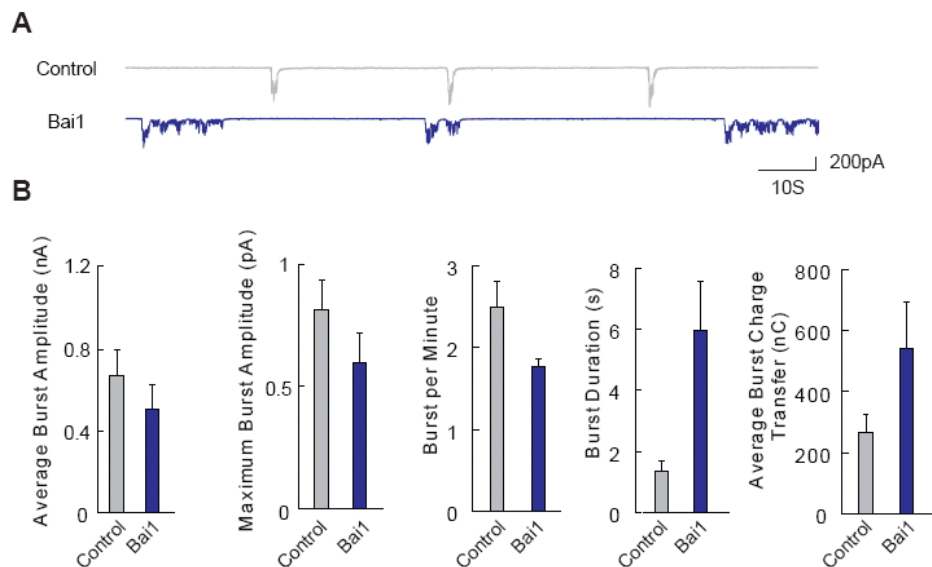 A
Control
Bai1
200pA
10S
B
Average Burst Amplitude (nA)
1.2
0.8
0.4
0
Control
Bai1
Maximum Burst Amplitude (pA)
1
0.5
0
Control
Bai1
Burst per Minute
3
2
1
0
Control
Bai1
Burst Duration (s)
8
6
4
2
0
Control
Bai1
Average Burst Charge
Transfer (nC)
800
600
400
200
0
Control
Bai1